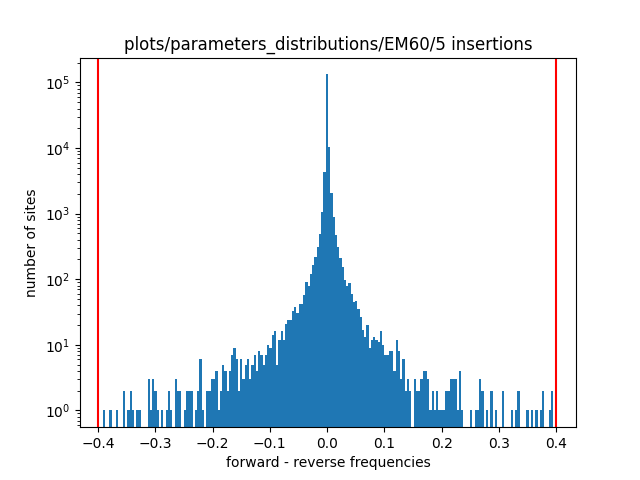 plots/parameters_distributions/EM60/5 insertions
number of sites
10^5
10^4
10^3
10^2
10^1
10^0
−0.4 −0.3 −0.2 −0.1 0.0 0.1 0.2 0.3 0.4
forward - reverse frequencies